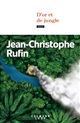 D'or et
de jungle
Jean-Christophe
Rufin